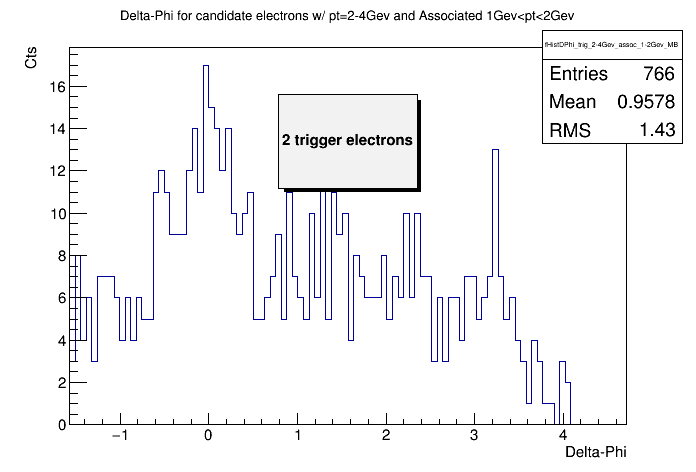 Delta-Phi for candidate electrons w/ pt=2-4Gev and Associated 1Gev<pt<2Gev
fHistDPhi_trig_2-4Gev_assoc_1-2Gev_MB
Entries 766
Mean 0.9578
RMS 1.43
Cts
2 trigger electrons
16
14
12
10
8
6
4
2
0
−1 0 1 2 3 4
Delta-Phi